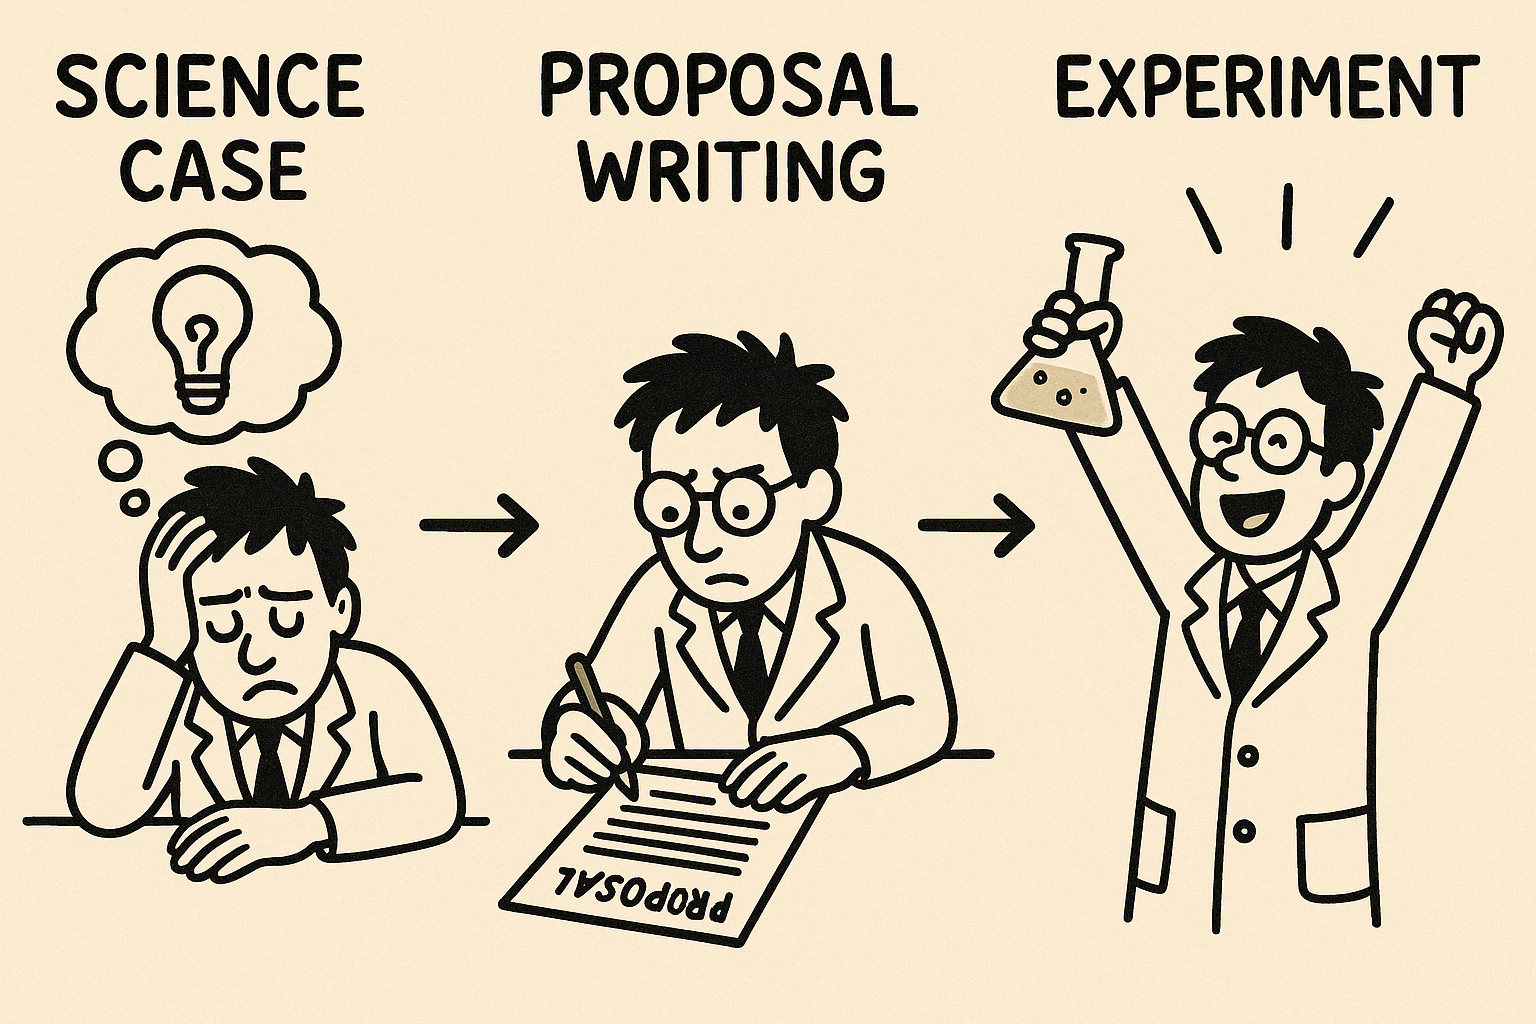 SCIENCE
CASE
PROPOSAL
WRITING
EXPERIMENT
?
PROPOSAL